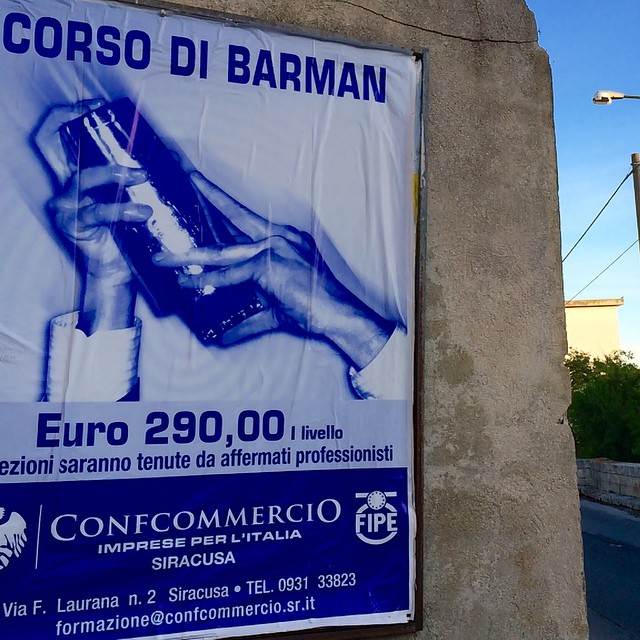 CORSO DI BARMAN
Euro 290,00 I livello
ezioni saranno tenute da affermati professionisti
CONFCOMMERCIO
IMPRESE PER L'ITALIA
SIRACUSA
FIPE
Via F. Laurana n. 2 Siracusa • TEL. 0931 33823
formazione@confcommercio.sr.it